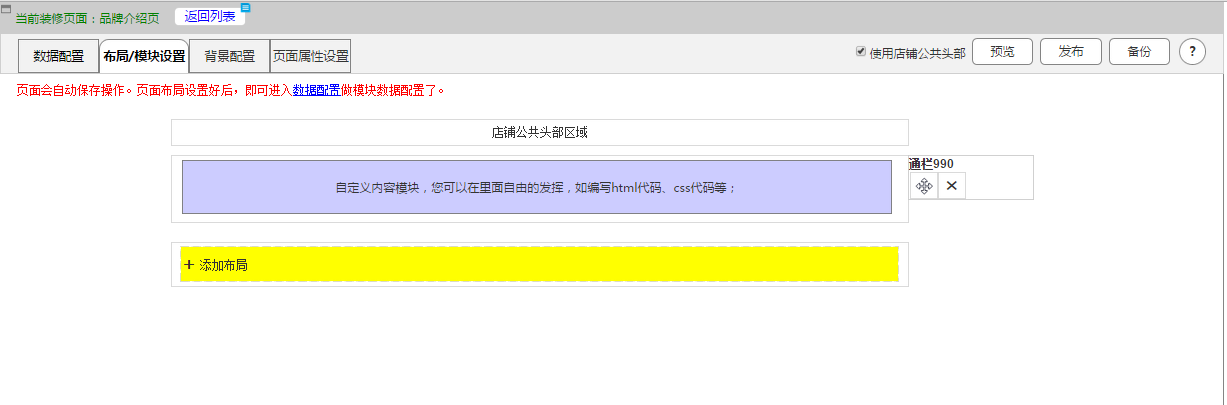 当前装修页面：品牌介绍页 返回列表
数据配置 布局/模块设置 背景配置 页面属性设置 使用店铺公共头部 预览 发布 备份 ?
页面会自动保存操作。页面布局设置好后，即可进入数据配置做模块数据配置了。
店铺公共头部区域
通栏990
自定义内容模块，您可以在里面自由的发挥，如编写html代码、css代码等；
+ 添加布局